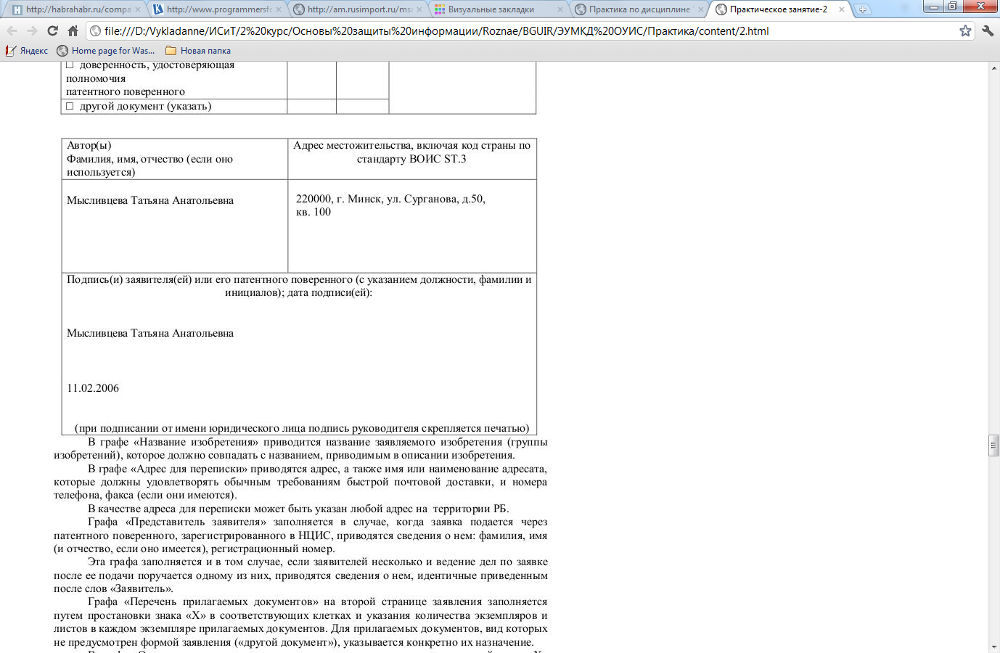 http://habrahabr.ru/compa
http://www.programmersfo
http://am.rusimport.ru/msa
Визуальные закладки
Практика по дисциплине
Практическое занятие-2
file:///D:/Vykladanne/ИСиТ/2%20курс/Основы%20защиты%20информации/Roznae/BGUIR/ЭУМКД%20ОУИС/Практика/content/2.html
Яндекс
Home page for Was...
Новая папка
доверенность, удостоверяющая
полномочия
патентного поверенного
другой документ (указать)
Автор(ы)
Фамилия, имя, отчество (если оно
используется)
Адрес местожительства, включая код страны по
стандарту ВОИС ST.3
Мысливцева Татьяна Анатольевна
220000, г. Минск, ул. Сурганова, д.50,
кв. 100
Подпись(и) заявителя(ей) или его патентного поверенного (с указанием должности, фамилии и
инициалов); дата подписи(ей):
Мысливцева Татьяна Анатольевна
11.02.2006
(при подписании от имени юридического лица подпись руководителя скрепляется печатью)
В графе «Название изобретения» приводится название заявляемого изобретения (группы
изобретений), которое должно совпадать с названием, приводимым в описании изобретения.
В графе «Адрес для переписки» приводятся адрес, а также имя или наименование адресата,
которые должны удовлетворять обычным требованиям быстрой почтовой доставки, и номера
телефона, факса (если они имеются).
В качестве адреса для переписки может быть указан любой адрес на территории РБ.
Графа «Представитель заявителя» заполняется в случае, когда заявка подается через
патентного поверенного, зарегистрированного в НЦИС, приводятся сведения о нем: фамилия, имя
(и отчество, если оно имеется), регистрационный номер.
Эта графа заполняется и в том случае, если заявителей несколько и ведение дел по заявке
после ее подачи поручается одному из них, приводятся сведения о нем, идентичные приведенным
после слов «Заявитель».
Графа «Перечень прилагаемых документов» на второй странице заявления заполняется
путем простановки знака «Х» в соответствующих клетках и указания количества экземпляров и
листов в каждом экземпляре прилагаемых документов. Для прилагаемых документов, вид которых
не предусмотрен формой заявления («другой документ»), указывается конкретно их назначение.